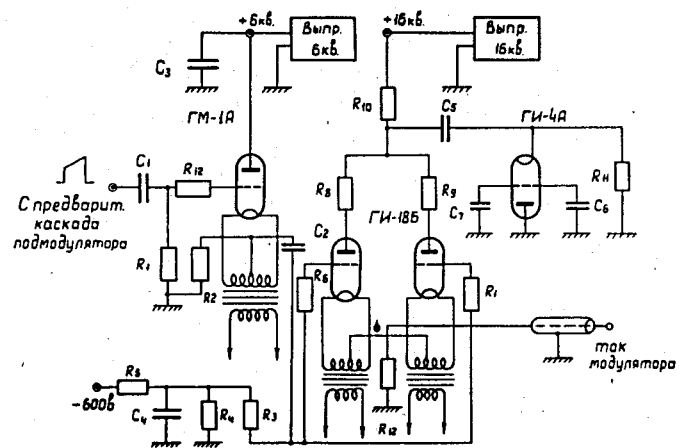 +6кв.
Выпр.
6кв.
+16кв.
Выпр.
16кв.
C3
R10
C5
ГМ-1А
ГИ-4А
C1
R12
R8
R9
Rн
С предварит.
каскада
подмодулятора
C2
ГИ-18Б
C7
C6
R1
R2
R6
R1
ток
модулятора
R5
-600в
C4
R4
R3
R12